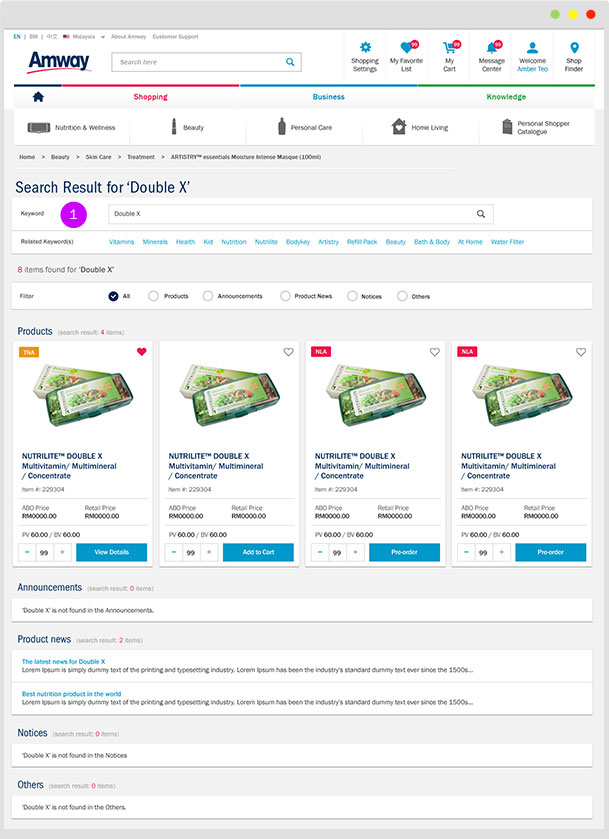 EN | BM | 中文 Malaysia About Amway Customer Support
Amway
Search here
Shopping Settings
My Favorite List
99
My Cart
99
Message Center
99
Welcome Amber Teo
Shop Finder
Shopping Business Knowledge
Nutrition & Wellness Beauty Personal Care Home Living Personal Shopper Catalogue
Home > Beauty > Skin Care > Treatment > ARTISTRY™ essentials Moisture Intense Masque (100ml)
Search Result for ‘Double X’
Keyword 1 Double X
Related Keyword(s) Vitamins Minerals Health Kid Nutrition Nutrilite Bodykey Artistry Refill Pack Beauty Bath & Body At Home Water Filter
8 items found for ‘Double X’
Filter All Products Announcements Product News Notices Others
Products (search result: 4 items)
TNA
NUTRILITE™ DOUBLE X
Multivitamin/ Multimineral
/ Concentrate
Item #: 229304
ABO Price Retail Price
RM0000.00 RM0000.00
PV 60.00 / BV 60.00
– 99 + View Details
NUTRILITE™ DOUBLE X
Multivitamin/ Multimineral
/ Concentrate
Item #: 229304
ABO Price Retail Price
RM0000.00 RM0000.00
PV 60.00 / BV 60.00
– 99 + Add to Cart
NLA
NUTRILITE™ DOUBLE X
Multivitamin/ Multimineral
/ Concentrate
Item #: 229304
ABO Price Retail Price
RM0000.00 RM0000.00
PV 60.00 / BV 60.00
– 99 + Pre-order
NLA
NUTRILITE™ DOUBLE X
Multivitamin/ Multimineral
/ Concentrate
Item #: 229304
ABO Price Retail Price
RM0000.00 RM0000.00
PV 60.00 / BV 60.00
– 99 + Pre-order
Announcements (search result: 0 items)
‘Double X’ is not found in the Announcements.
Product news (search result: 2 items)
The latest news for Double X
Lorem Ipsum is simply dummy text of the printing and typesetting industry. Lorem Ipsum has been the industry's standard dummy text ever since the 1500s...
Best nutrition product in the world
Lorem Ipsum is simply dummy text of the printing and typesetting industry. Lorem Ipsum has been the industry's standard dummy text ever since the 1500s...
Notices (search result: 0 items)
‘Double X’ is not found in the Notices
Others (search result: 0 items)
‘Double X’ is not found in the Others.